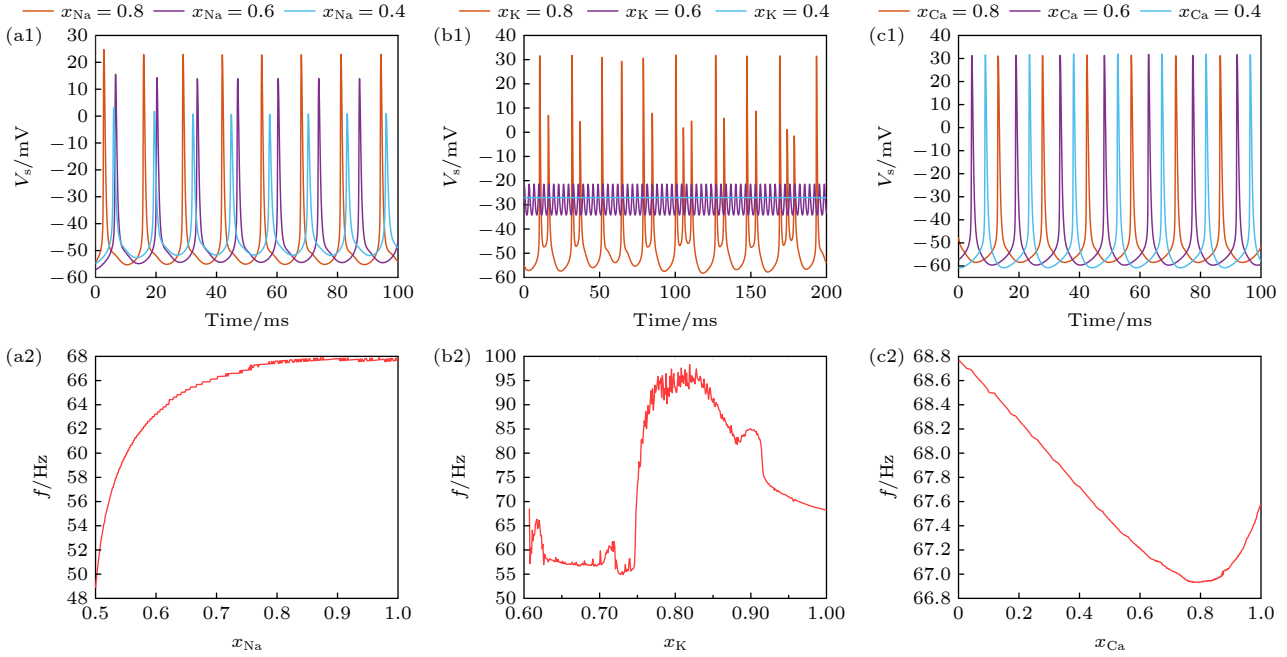 x_Na = 0.8 x_Na = 0.6 x_Na = 0.4
(a1)
30
20
10
0
−10
−20
−30
−40
−50
−60
V_s/mV
0 20 40 60 80 100
Time/ms
x_K = 0.8 x_K = 0.6 x_K = 0.4
(b1)
40
30
20
10
0
−10
−20
−30
−40
−50
−60
V_s/mV
0 50 100 150 200
Time/ms
x_Ca = 0.8 x_Ca = 0.6 x_Ca = 0.4
(c1)
40
30
20
10
0
−10
−20
−30
−40
−50
−60
V_s/mV
0 20 40 60 80 100
Time/ms
(a2)
68
66
64
62
60
58
56
54
52
50
48
f/Hz
0.5 0.6 0.7 0.8 0.9 1.0
x_Na
(b2)
100
95
90
85
80
75
70
65
60
55
50
f/Hz
0.60 0.70 0.80 0.90 1.00
x_K
(c2)
68.8
68.6
68.4
68.2
68.0
67.8
67.6
67.4
67.2
67.0
66.8
f/Hz
0 0.2 0.4 0.6 0.8 1.0
x_Ca